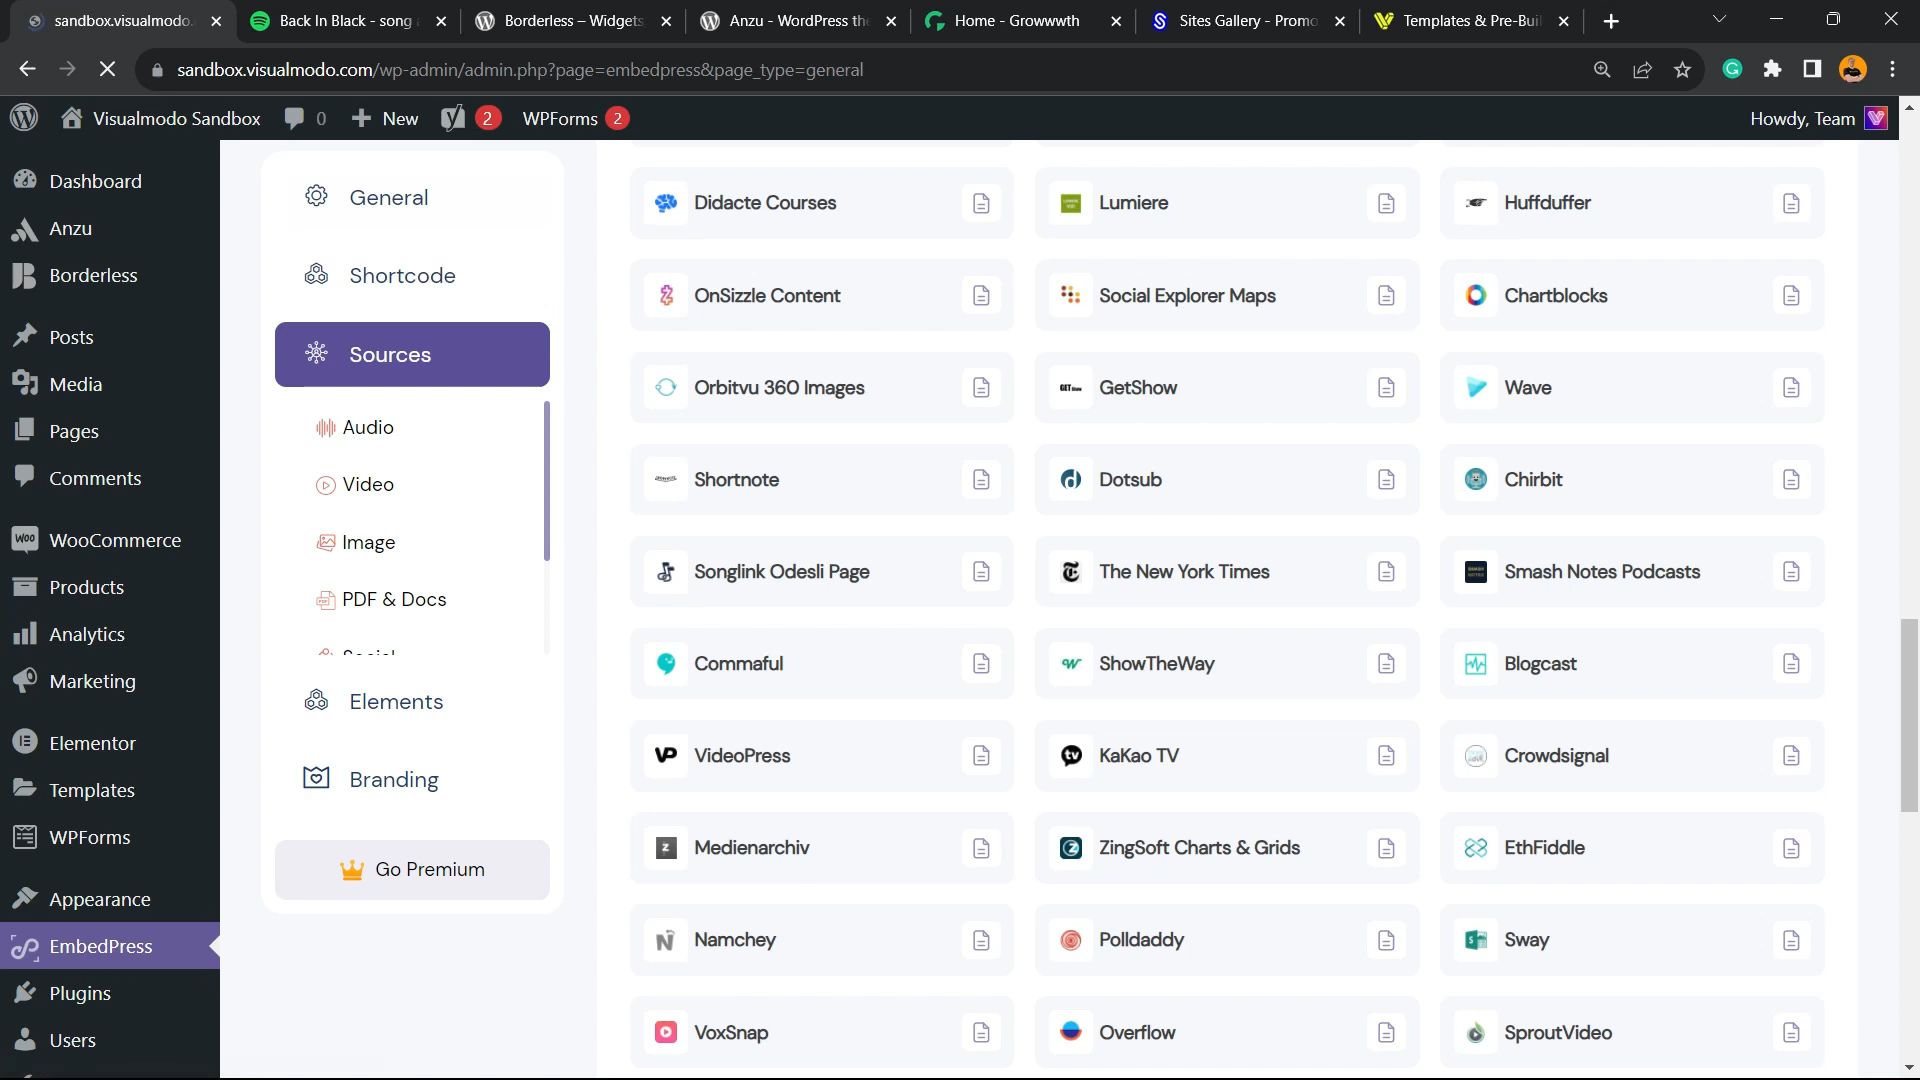 sandbox.visualmodo.
Back In Black - song
Borderless – Widgets
Anzu - WordPress the
Home - Growwwth
Sites Gallery - Promo
Templates & Pre-Buil
sandbox.visualmodo.com/wp-admin/admin.php?page=embedpress&page_type=general
Visualmodo Sandbox
0
New
2
WPForms
2
Howdy, Team
Dashboard
Anzu
Borderless
Posts
Media
Pages
Comments
WooCommerce
Products
Analytics
Marketing
Elementor
Templates
WPForms
Appearance
EmbedPress
Plugins
Users
General
Shortcode
Sources
Audio
Video
Image
PDF & Docs
Social
Elements
Branding
Go Premium
Didacte Courses
Lumiere
Huffduffer
OnSizzle Content
Social Explorer Maps
Chartblocks
Orbitvu 360 Images
GetShow
Wave
Shortnote
Dotsub
Chirbit
Songlink Odesli Page
The New York Times
Smash Notes Podcasts
Commaful
ShowTheWay
Blogcast
VideoPress
KaKao TV
Crowdsignal
Medienarchiv
ZingSoft Charts & Grids
EthFiddle
Namchey
Polldaddy
Sway
VoxSnap
Overflow
SproutVideo